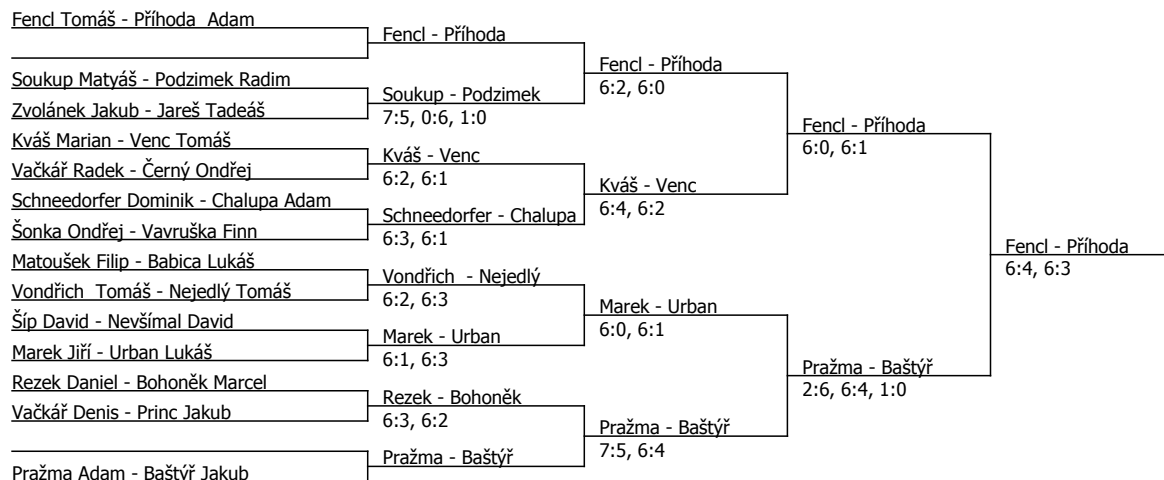 Fencl Tomáš - Příhoda  Adam
Soukup Matyáš - Podzimek Radim
Zvolánek Jakub - Jareš Tadeáš
Kváš Marian - Venc Tomáš
Vačkář Radek - Černý Ondřej
Schneedorfer Dominik - Chalupa Adam
Šonka Ondřej - Vavruška Finn
Matoušek Filip - Babica Lukáš
Vondřich  Tomáš - Nejedlý Tomáš
Šíp David - Nevšímal David
Marek Jiří - Urban Lukáš
Rezek Daniel - Bohoněk Marcel
Vačkář Denis - Princ Jakub
Pražma Adam - Baštýř Jakub
Fencl - Příhoda
Soukup - Podzimek
7:5, 0:6, 1:0
Kváš - Venc
6:2, 6:1
Schneedorfer - Chalupa
6:3, 6:1
Vondřich  - Nejedlý
6:2, 6:3
Marek - Urban
6:1, 6:3
Rezek - Bohoněk
6:3, 6:2
Pražma - Baštýř
Fencl - Příhoda
6:2, 6:0
Kváš - Venc
6:4, 6:2
Marek - Urban
6:0, 6:1
Pražma - Baštýř
7:5, 6:4
Fencl - Příhoda
6:0, 6:1
Pražma - Baštýř
2:6, 6:4, 1:0
Fencl - Příhoda
6:4, 6:3